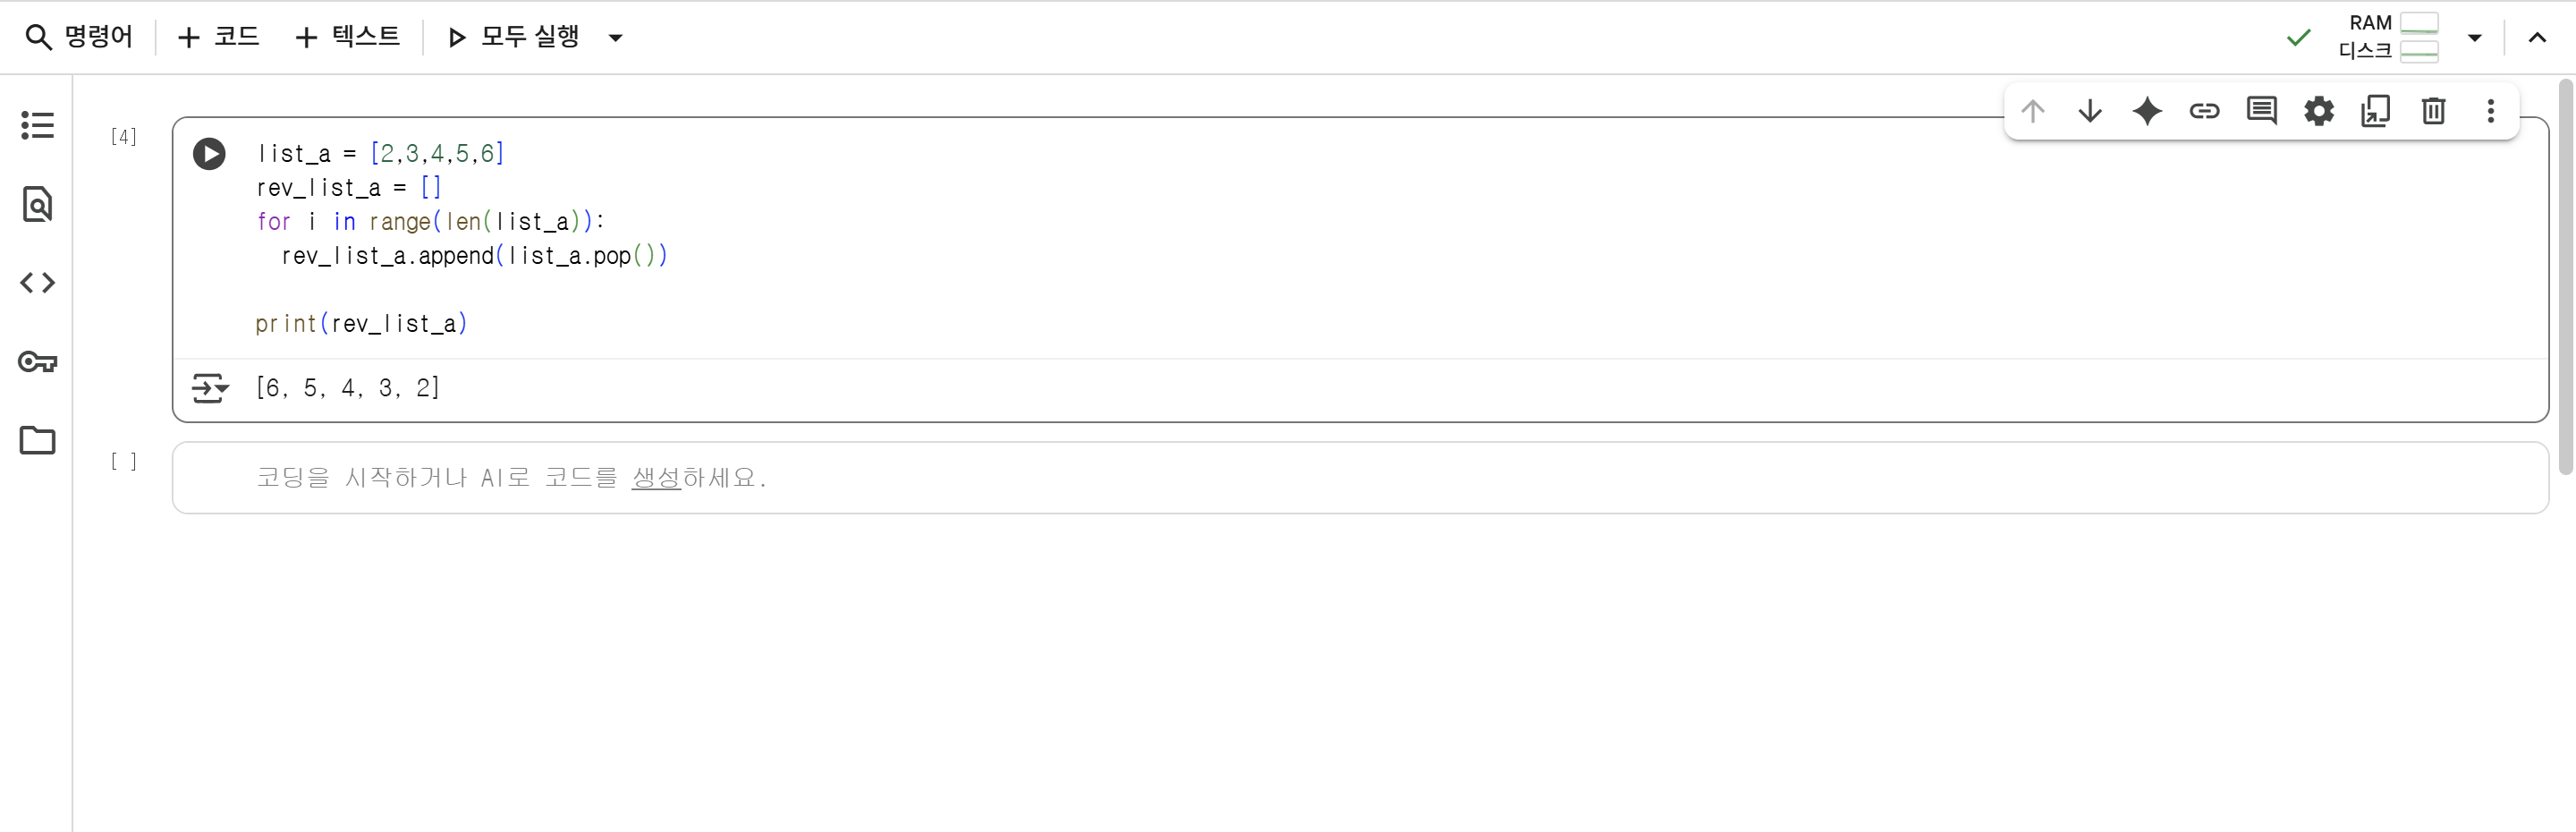 명령어 + 코드 + 텍스트 모두 실행 RAM 디스크
[4]
list_a = [2,3,4,5,6]
rev_list_a = []
for i in range(len(list_a)):
  rev_list_a.append(list_a.pop())
print(rev_list_a)
[6, 5, 4, 3, 2]
[ ]
코딩을 시작하거나 AI로 코드를 생성하세요.